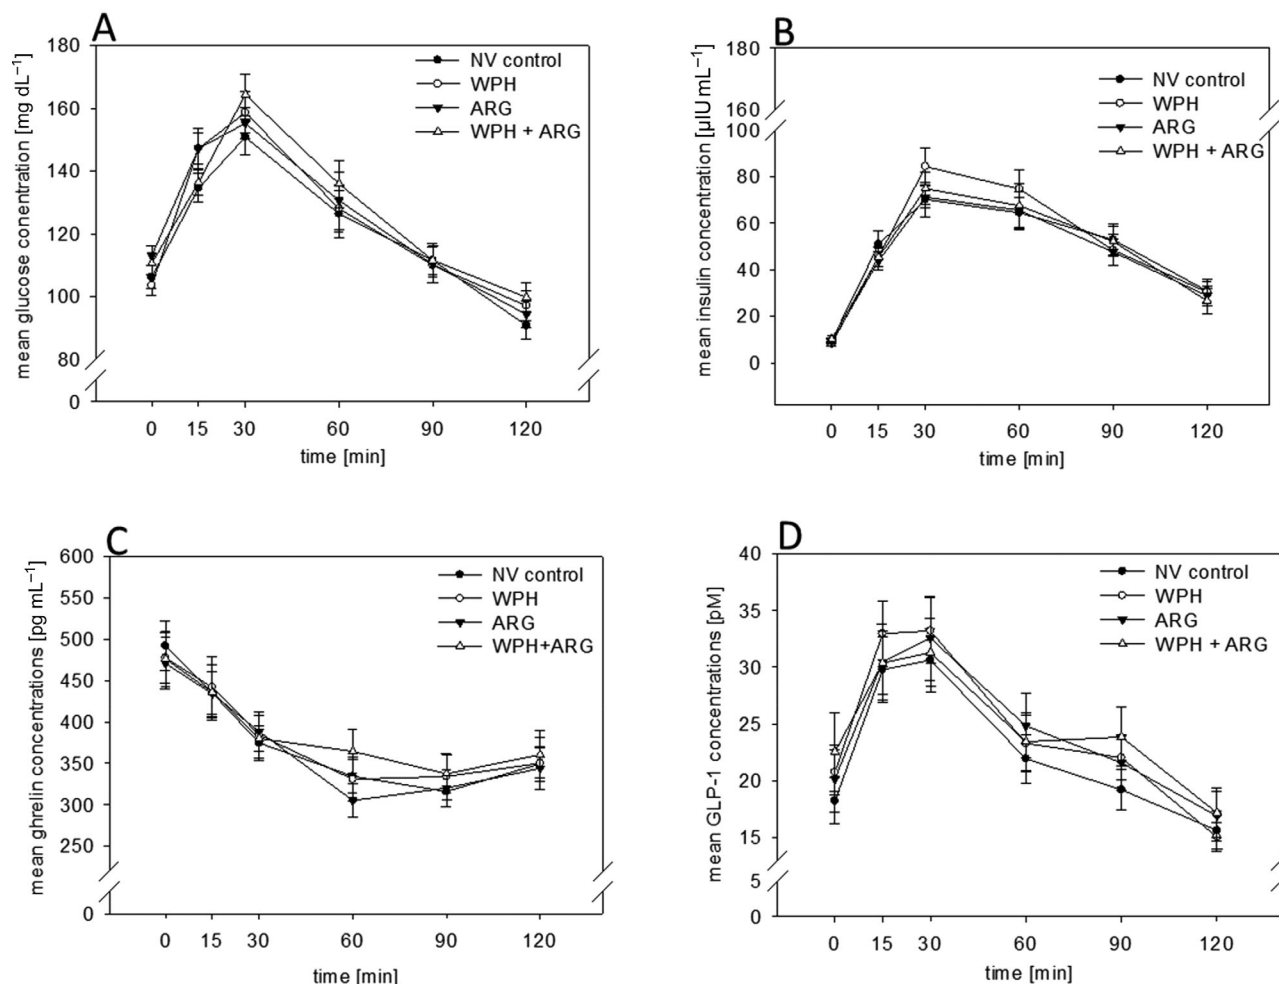 A
mean glucose conentration [mg dL⁻¹]
180
160
140
120
100
80
0
NV control
WPH
ARG
WPH + ARG
0 15 30 60 90 120
time [min]
B
mean insulin concentration [µIU mL⁻¹]
180
160
100
80
60
40
20
0
NV control
WPH
ARG
WPH + ARG
0 15 30 60 90 120
time [min]
C
mean ghrelin concentrations [pg mL⁻¹]
600
550
500
450
400
350
300
250
0
NV control
WPH
ARG
WPH+ARG
0 15 30 60 90 120
time [min]
D
mean GLP-1 concentrations [pM]
40
35
30
25
20
15
5
0
NV control
WPH
ARG
WPH + ARG
0 15 30 60 90 120
time [min]